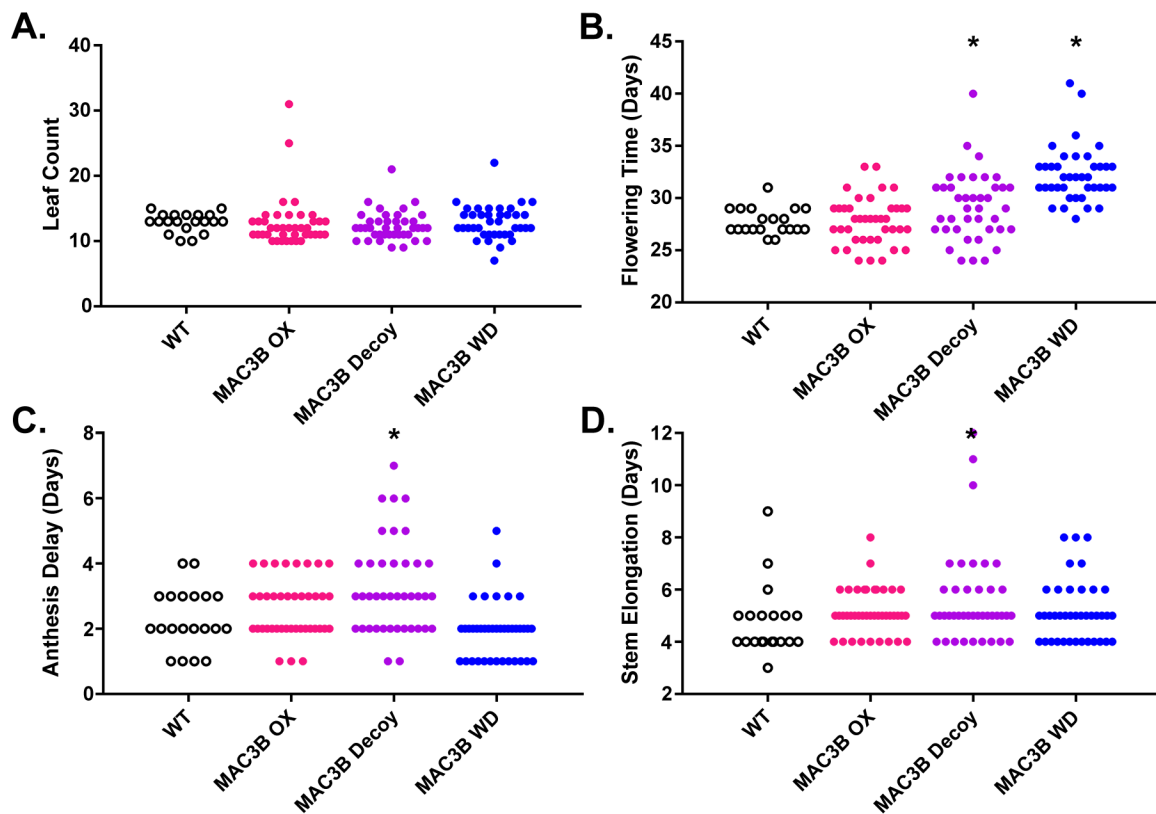 A.
Leaf Count
40
30
20
10
0
WT
MAC3B OX
MAC3B Decoy
MAC3B WD
B.
Flowering Time (Days)
45
40
35
30
25
20
*
*
WT
MAC3B OX
MAC3B Decoy
MAC3B WD
C.
Anthesis Delay (Days)
8
6
4
2
0
*
WT
MAC3B OX
MAC3B Decoy
MAC3B WD
D.
Stem Elongation (Days)
12
10
8
6
4
2
*
WT
MAC3B OX
MAC3B Decoy
MAC3B WD